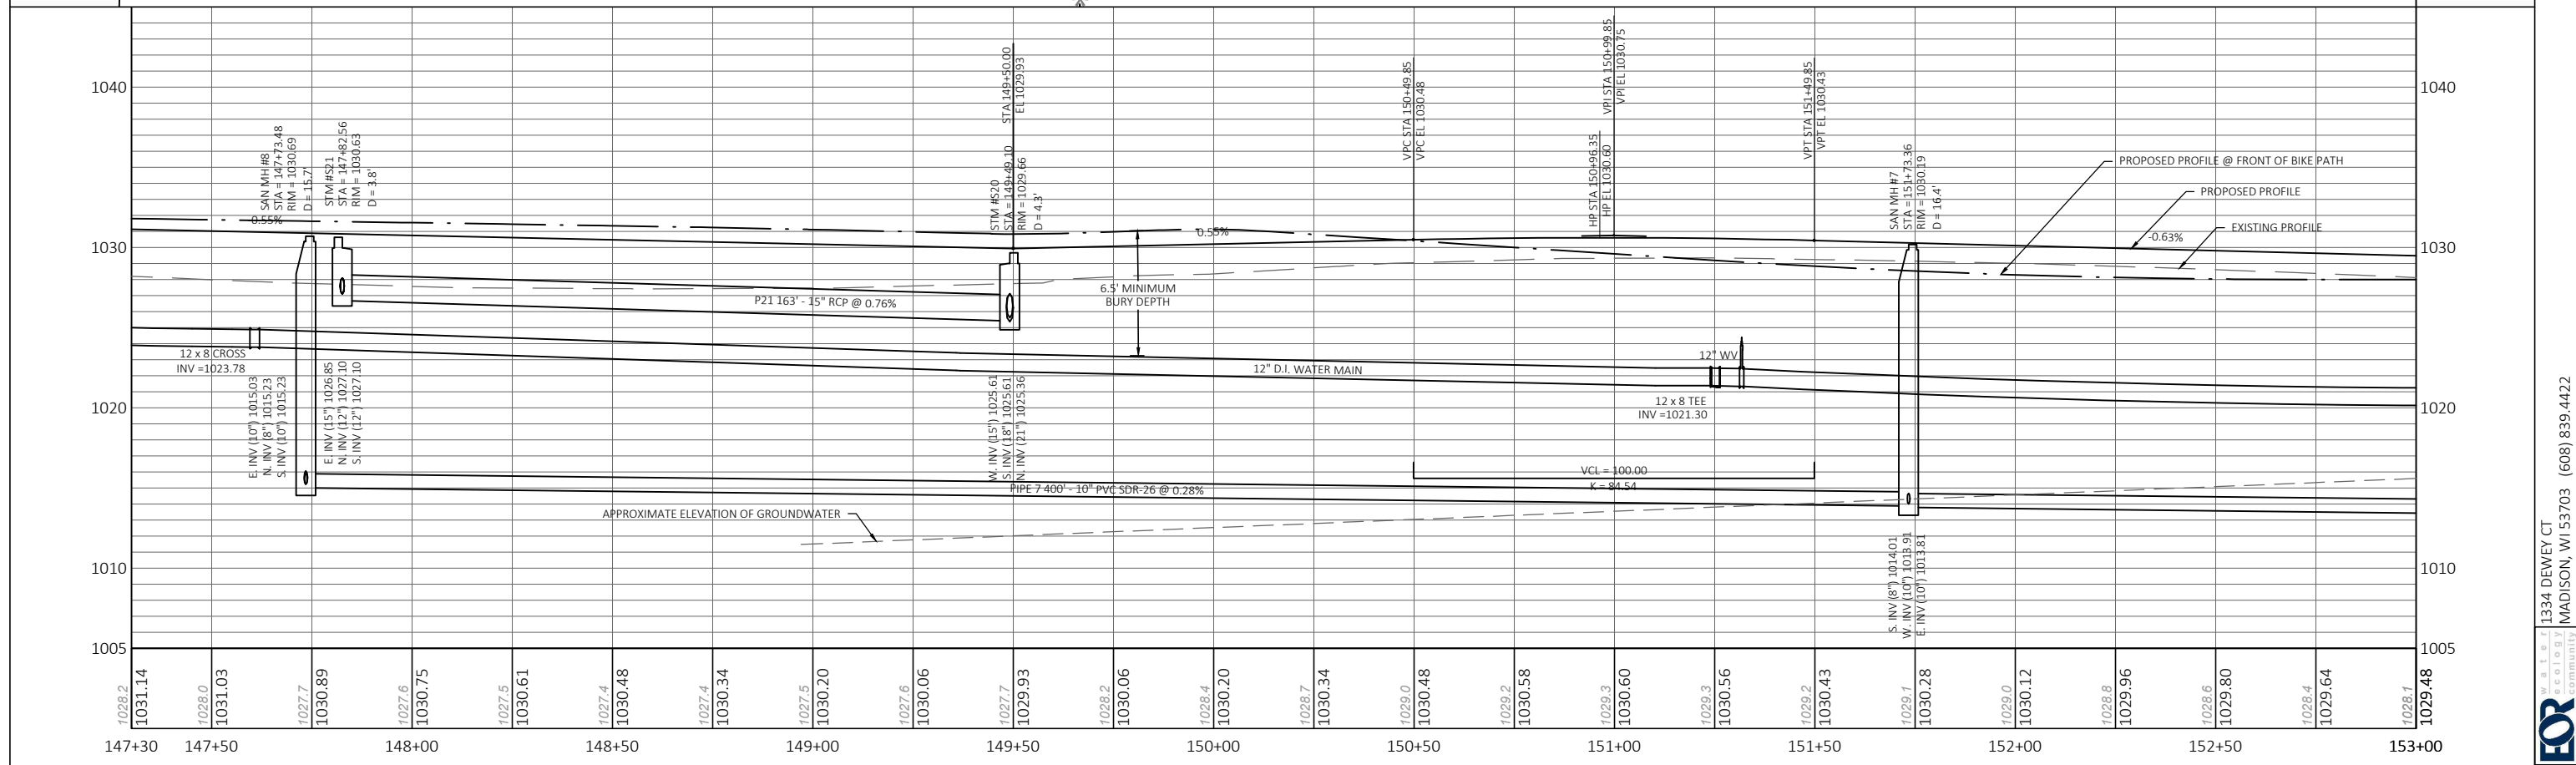 SAN MH #8
STA = 147+73.48
RIM = 1030.69
D = 15.7'
STM #S21
STA = 147+82.56
RIM = 1030.63
D = 3.8'
STM #S20
STA = 149+49.10
RIM = 1029.66
D = 4.3'
STA 149+50.00
EL 1029.93
VPC STA 150+49.85
VPC EL 1030.48
HP STA 150+96.35
HP EL 1030.60
VPI STA 150+99.85
VPI EL 1030.75
VPT STA 151+49.85
VPT EL 1030.43
SAN MH #7
STA = 151+73.36
RIM = 1030.19
D = 16.4'
PROPOSED PROFILE @ FRONT OF BIKE PATH
PROPOSED PROFILE
EXISTING PROFILE
1040
1040
1030
1030
1020
1020
1010
1010
1005
1005
-0.55%
0.55%
-0.63%
P21 163' - 15" RCP @ 0.76%
6.5' MINIMUM
BURY DEPTH
12 x 8 CROSS
INV =1023.78
12" D.I. WATER MAIN
12" WV
12 x 8 TEE
INV =1021.30
E. INV (10") 1015.03
N. INV (8") 1015.23
S. INV (10") 1015.23
E. INV (15") 1026.85
N. INV (12") 1027.10
S. INV (12") 1027.10
W. INV (15") 1025.61
S. INV (18") 1025.61
N. INV (21") 1025.36
PIPE 7 400' - 10" PVC SDR-26 @ 0.28%
VCL = 100.00
K = 84.54
APPROXIMATE ELEVATION OF GROUNDWATER
S. INV (8") 1014.01
W. INV (10") 1013.91
E. INV (10") 1013.81
1028.2
1031.14
1028.0
1031.03
1027.7
1030.89
1027.6
1030.75
1027.5
1030.61
1027.4
1030.48
1027.4
1030.34
1027.5
1030.20
1027.6
1030.06
1027.7
1029.93
1028.2
1030.06
1028.4
1030.20
1028.7
1030.34
1029.0
1030.48
1029.2
1030.58
1029.3
1030.60
1029.3
1030.56
1029.2
1030.43
1029.1
1030.28
1029.0
1030.12
1028.8
1029.96
1028.6
1029.80
1028.4
1029.64
1028.1
1029.48
147+30
147+50
148+00
148+50
149+00
149+50
150+00
150+50
151+00
151+50
152+00
152+50
153+00
1334 DEWEY CT
MADISON, WI 53703 (608) 839.4422
EOR
water
ecology
community